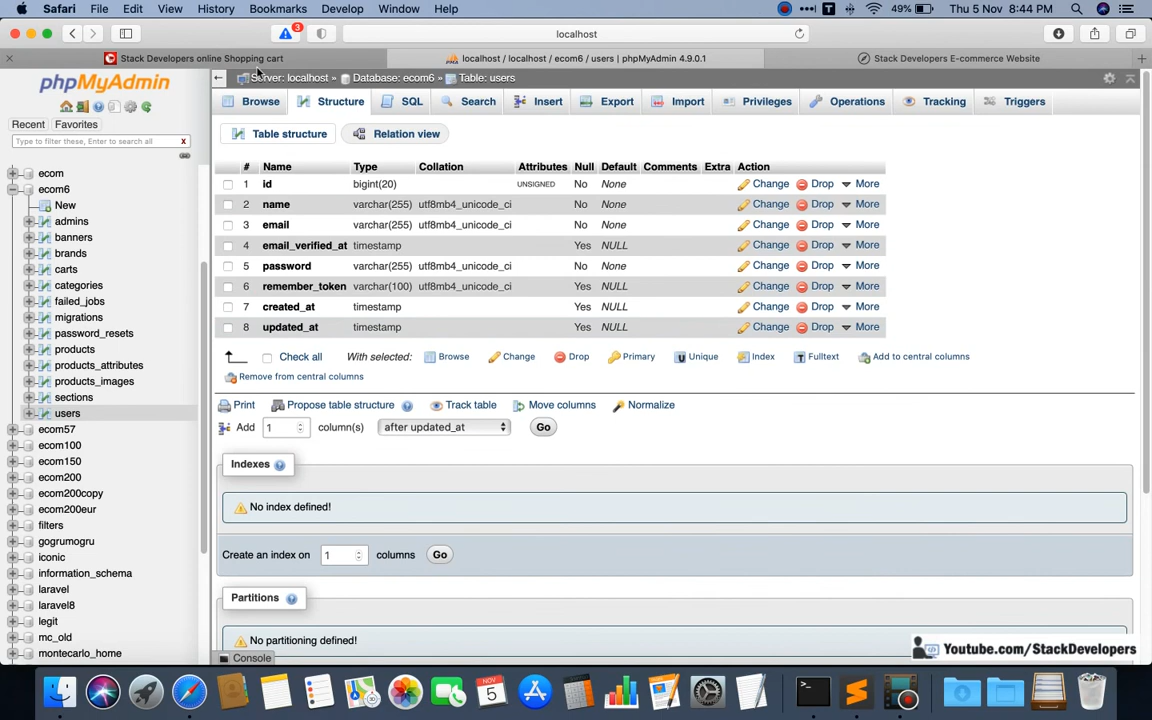 Safari File Edit View History Bookmarks Develop Window Help 49% Thu 5 Nov 8:44 PM
3 localhost
Stack Developers online Shopping cart localhost / localhost / ecom6 / users | phpMyAdmin 4.9.0.1 Stack Developers E-commerce Website
phpMyAdmin
Recent Favorites
Type to filter these, Enter to search all X
ecom
ecom6
New
admins
banners
brands
carts
categories
failed_jobs
migrations
password_resets
products
products_attributes
products_images
sections
users
ecom57
ecom100
ecom150
ecom200
ecom200copy
ecom200eur
filters
gogrumogru
iconic
information_schema
laravel
laravel8
legit
mc_old
montecarlo_home
Server: localhost » Database: ecom6 » Table: users
Browse Structure SQL Search Insert Export Import Privileges Operations Tracking Triggers
Table structure Relation view
# Name Type Collation Attributes Null Default Comments Extra Action
1 id bigint(20) UNSIGNED No None Change Drop More
2 name varchar(255) utf8mb4_unicode_ci No None Change Drop More
3 email varchar(255) utf8mb4_unicode_ci No None Change Drop More
4 email_verified_at timestamp Yes NULL Change Drop More
5 password varchar(255) utf8mb4_unicode_ci No None Change Drop More
6 remember_token varchar(100) utf8mb4_unicode_ci Yes NULL Change Drop More
7 created_at timestamp Yes NULL Change Drop More
8 updated_at timestamp Yes NULL Change Drop More
Check all With selected: Browse Change Drop Primary Unique Index Fulltext Add to central columns
Remove from central columns
Print Propose table structure Track table Move columns Normalize
Add 1 column(s) after updated_at Go
Indexes
No index defined!
Create an index on 1 columns Go
Partitions
No partitioning defined!
Console
Youtube.com/StackDevelopers
NOV
5